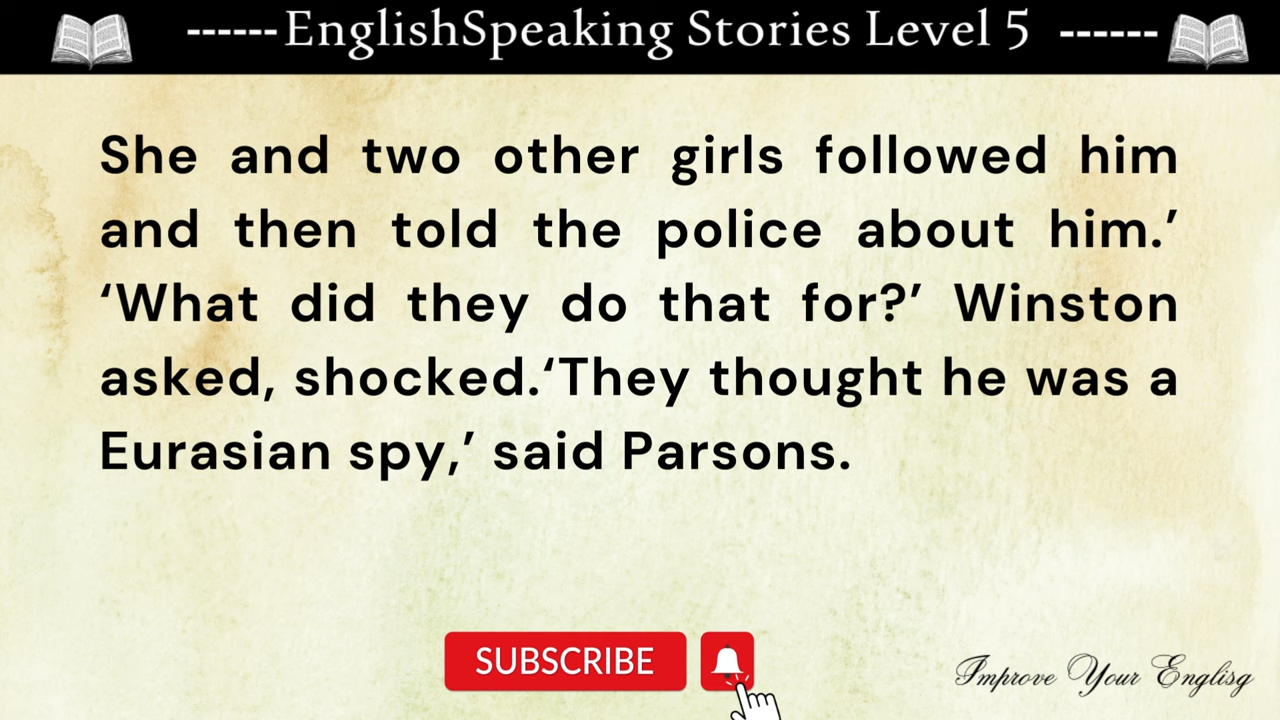 ------EnglishSpeaking Stories Level 5 ------
She and two other girls followed him
and then told the police about him.’
‘What did they do that for?’ Winston
asked, shocked.‘They thought he was a
Eurasian spy,’ said Parsons.
SUBSCRIBE
Improve Your Englisg